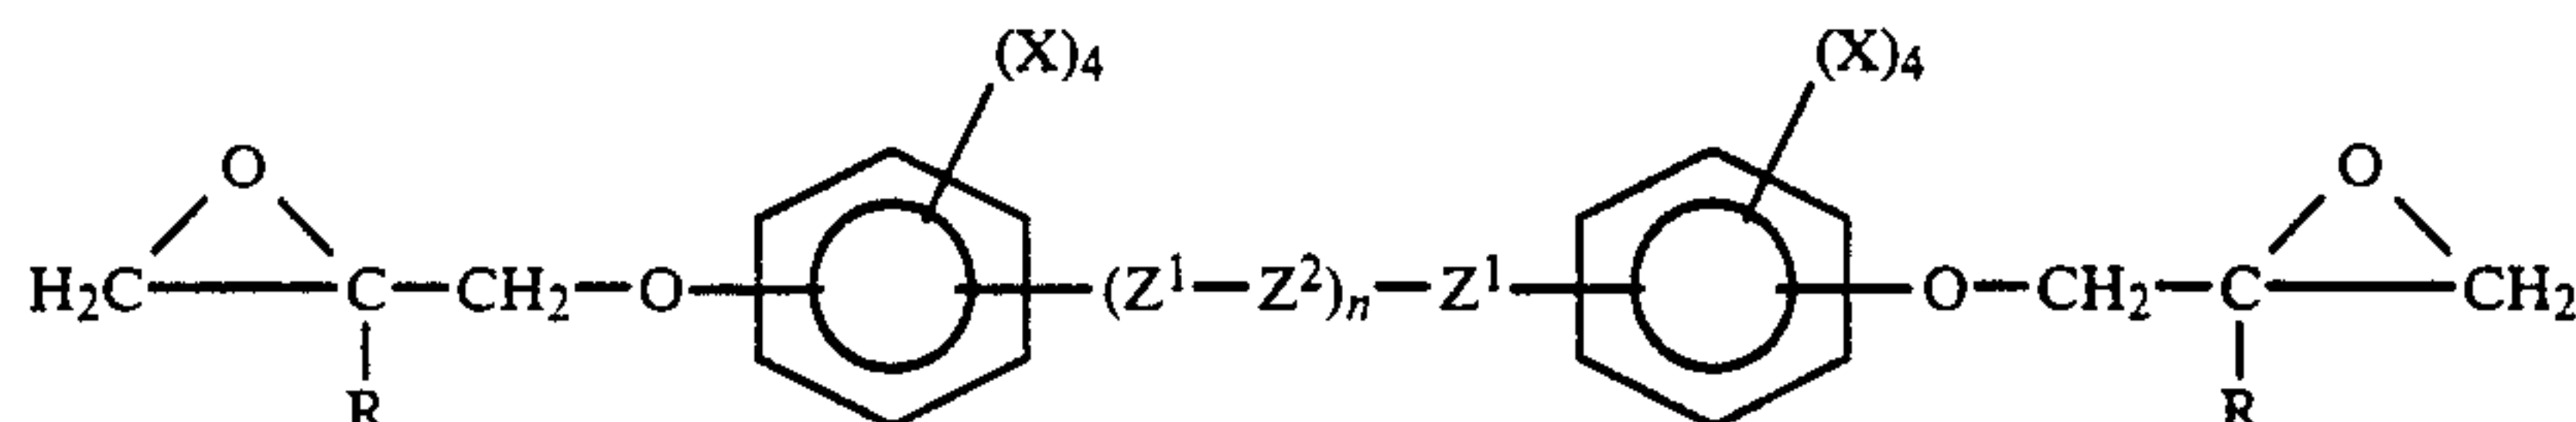 (X)4 (X)4
O O
H2C—C—CH2—O—(Z1—Z2)n—Z1—O—CH2—C—CH2
R R